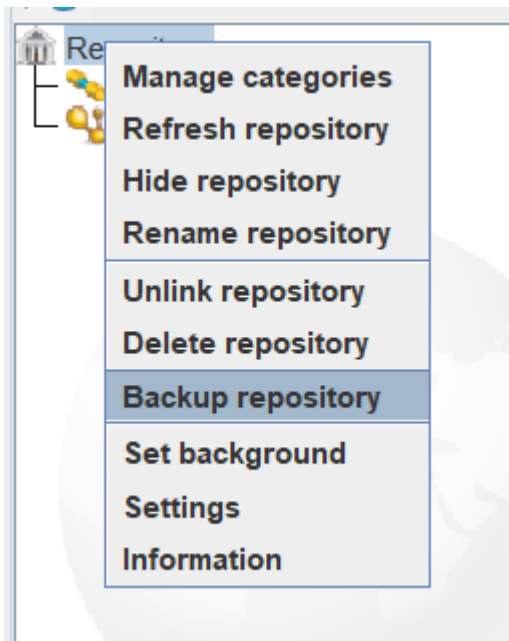 Manage categories
Refresh repository
Hide repository
Rename repository
Unlink repository
Delete repository
Backup repository
Set background
Settings
Information